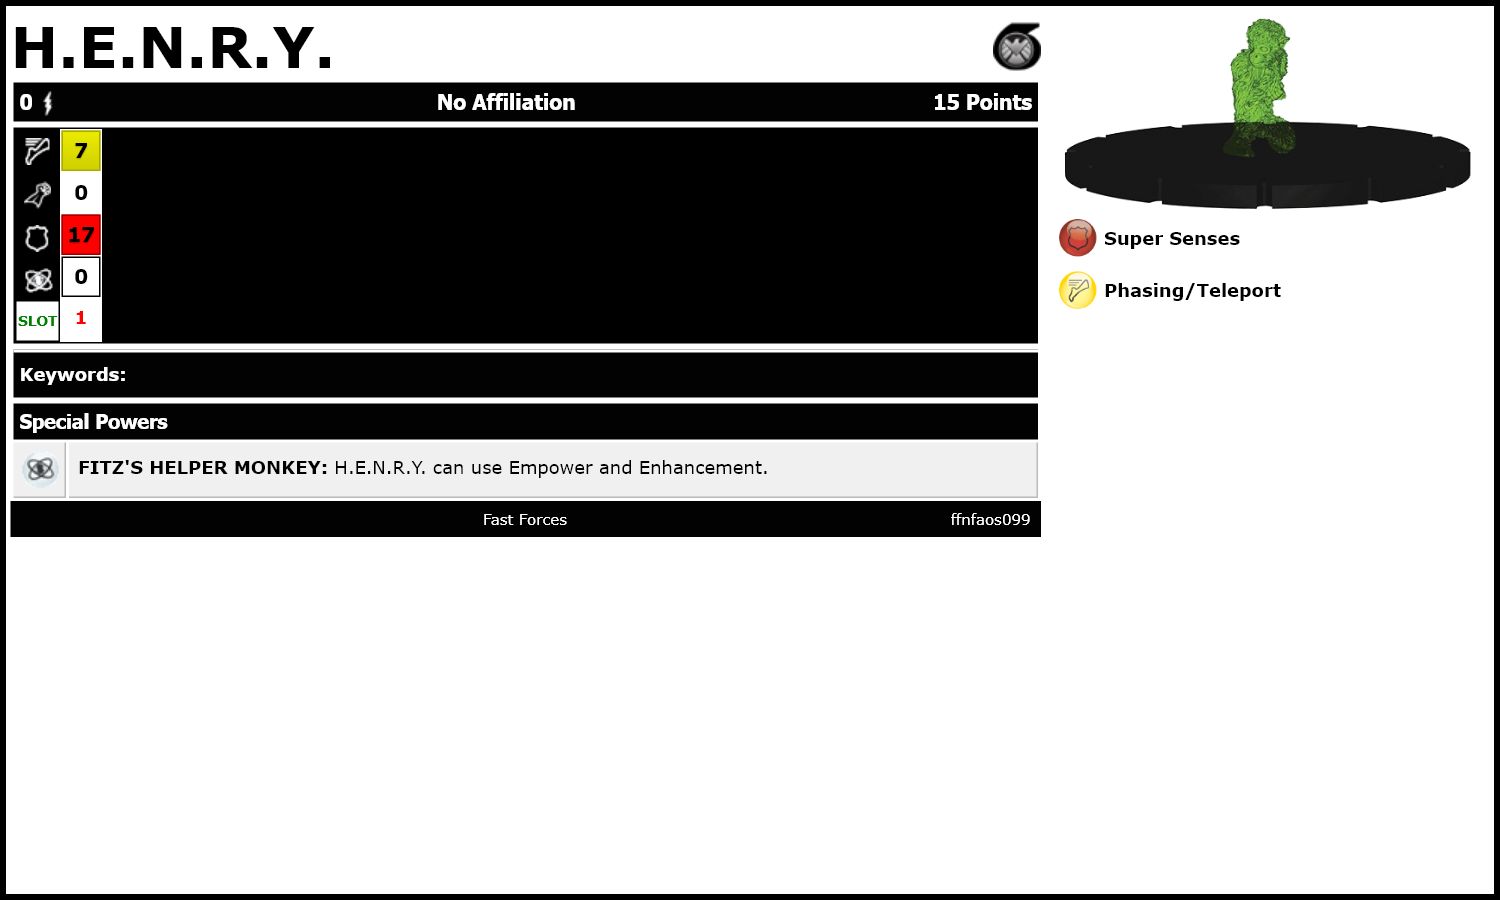 H.E.N.R.Y.
0 No Affiliation 15 Points
7
0
17
0
SLOT 1
Keywords:
Special Powers
FITZ'S HELPER MONKEY: H.E.N.R.Y. can use Empower and Enhancement.
Fast Forces ffnfaos099
Super Senses
Phasing/Teleport